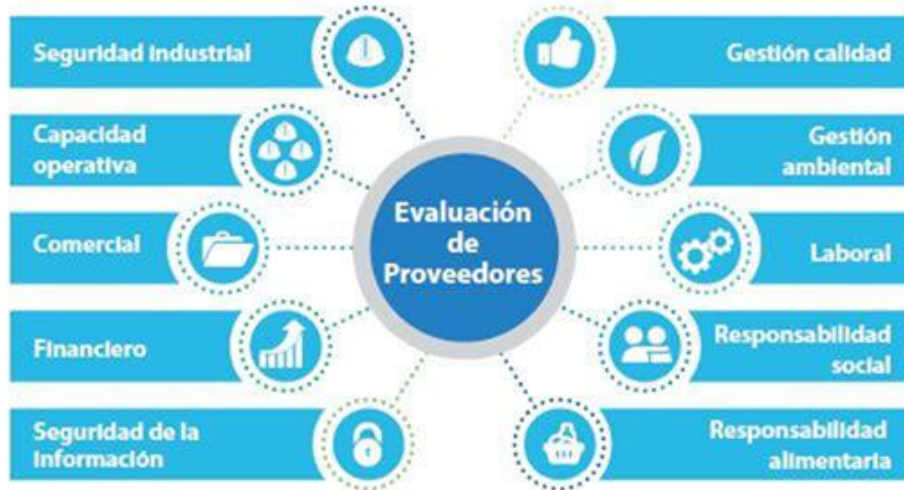 Seguridad industrial
Capacidad
operativa
Comercial
Financiero
Seguridad de la
información
Evaluación
de
Proveedores
Gestión calidad
Gestión
ambiental
Laboral
Responsabilidad
social
Responsabilidad
alimentaria